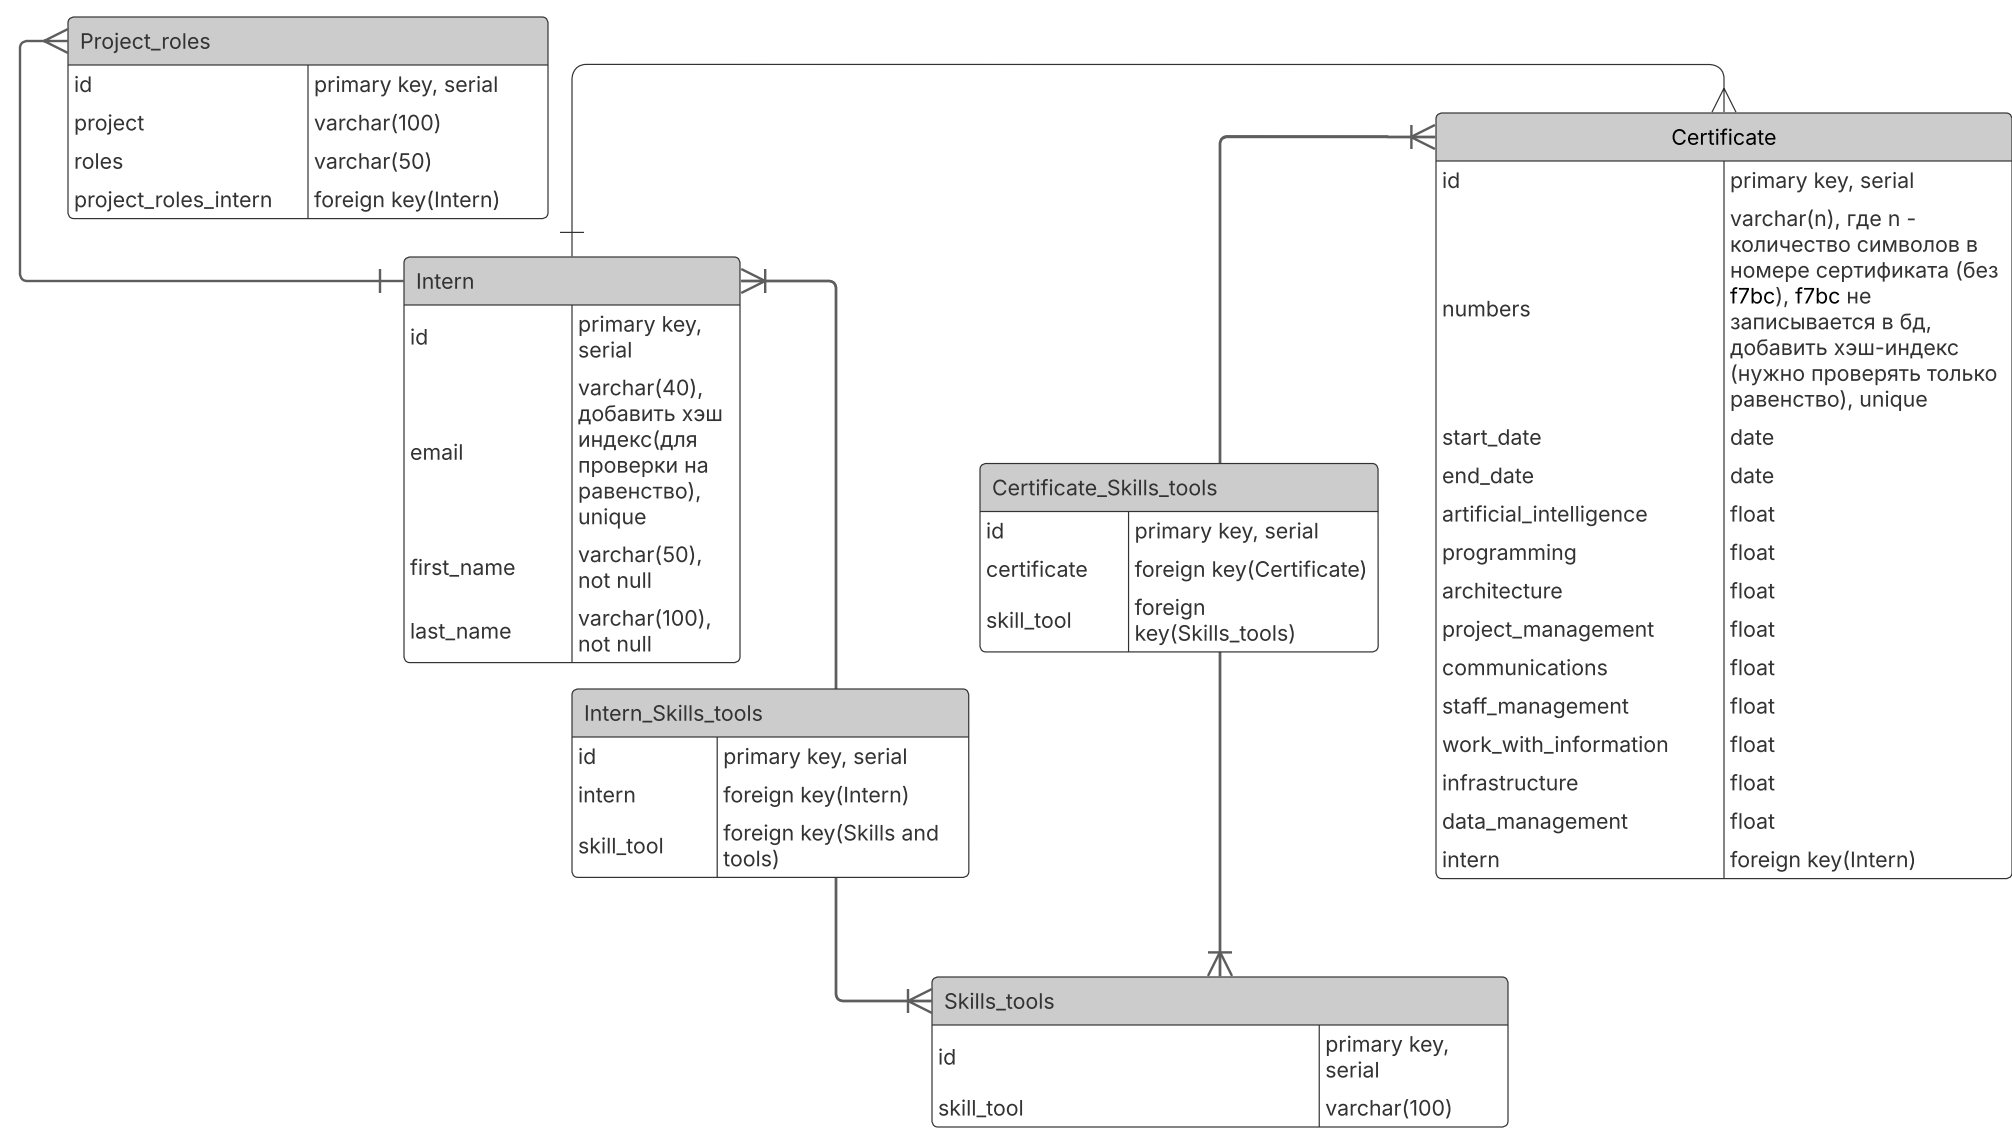 Project_roles
id
primary key, serial
project
varchar(100)
roles
varchar(50)
project_roles_intern
foreign key(Intern)
Intern
id
primary key,
serial
email
varchar(40),
добавить хэш
индекс(для
проверки на
равенство),
unique
first_name
varchar(50),
not null
last_name
varchar(100),
not null
Intern_Skills_tools
id
primary key, serial
intern
foreign key(Intern)
skill_tool
foreign key(Skills and
tools)
Certificate_Skills_tools
id
primary key, serial
certificate
foreign key(Certificate)
skill_tool
foreign
key(Skills_tools)
Certificate
id
primary key, serial
numbers
varchar(n), где n -
количество символов в
номере сертификата (без
f7bc), f7bc не
записывается в бд,
добавить хэш-индекс
(нужно проверять только
равенство), unique
start_date
date
end_date
date
artificial_intelligence
float
programming
float
architecture
float
project_management
float
communications
float
staff_management
float
work_with_information
float
infrastructure
float
data_management
float
intern
foreign key(Intern)
Skills_tools
id
primary key,
serial
skill_tool
varchar(100)